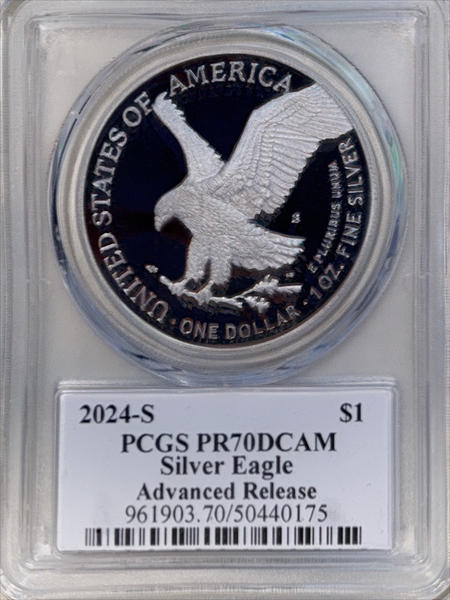 UNITED STATES OF AMERICA
S
E PLURIBUS UNUM
1 OZ. FINE SILVER
· ONE DOLLAR ·
2024-S $1
PCGS PR70DCAM
Silver Eagle
Advanced Release
961903.70/50440175